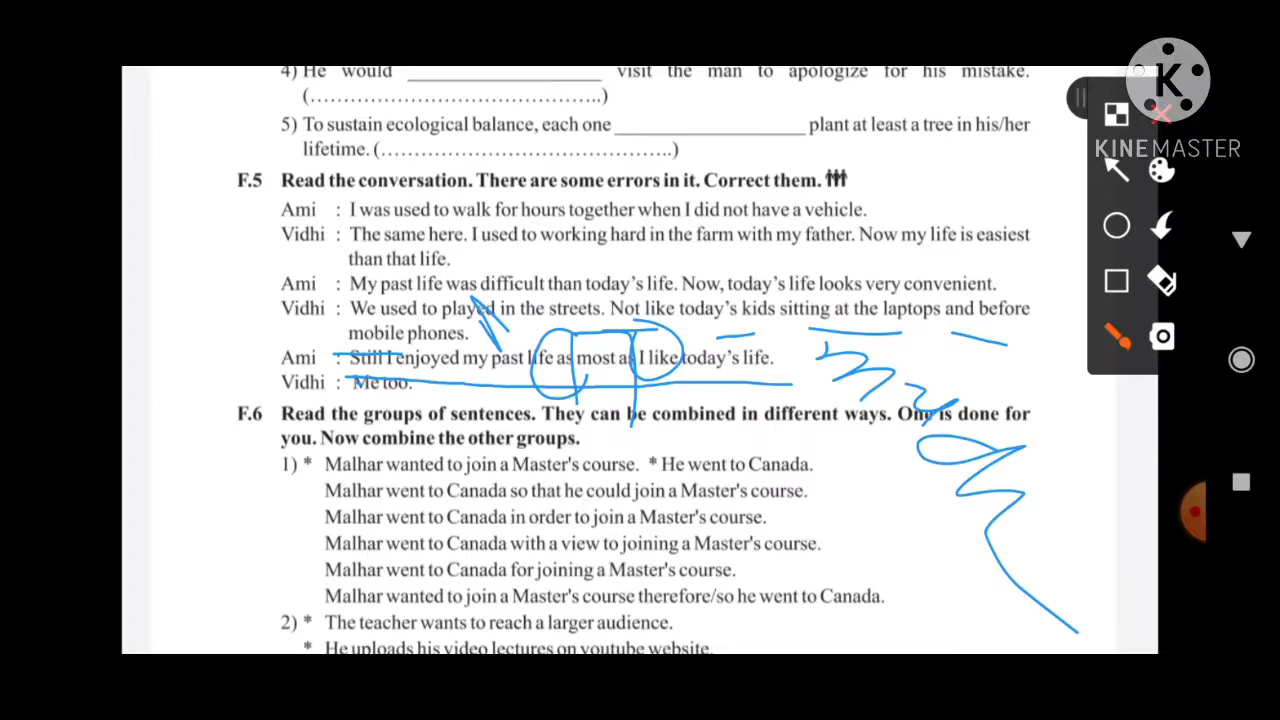 4) He would ____________________ visit the man to apologize for his mistake.
(……………………………………..)
5) To sustain ecological balance, each one ____________________ plant at least a tree in his/her
lifetime. (…………………………………….)
F.5 Read the conversation. There are some errors in it. Correct them.
Ami : I was used to walk for hours together when I did not have a vehicle.
Vidhi : The same here. I used to working hard in the farm with my father. Now my life is easiest
than that life.
Ami : My past life was difficult than today's life. Now, today's life looks very convenient.
Vidhi : We used to played in the streets. Not like today's kids sitting at the laptops and before
mobile phones.
Ami : Still I enjoyed my past life as most as I like today's life.
Vidhi : Me too.
F.6 Read the groups of sentences. They can be combined in different ways. One is done for
you. Now combine the other groups.
1) * Malhar wanted to join a Master's course. * He went to Canada.
Malhar went to Canada so that he could join a Master's course.
Malhar went to Canada in order to join a Master's course.
Malhar went to Canada with a view to joining a Master's course.
Malhar went to Canada for joining a Master's course.
Malhar wanted to join a Master's course therefore/so he went to Canada.
2) * The teacher wants to reach a larger audience.
* He uploads his video lectures on youtube website.
K
KINEMASTER